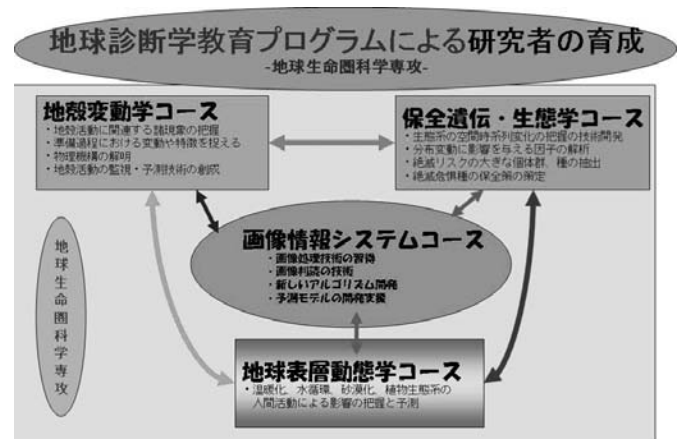 地球診断学教育プログラムによる研究者の育成
-地球生命圏科学専攻-
地殻変動学コース
・地殻活動に関連する諸現象の把握
・準備過程における変動や特徴を捉える
・物理機構の解明
・地殻活動の監視・予測技術の創成
保全遺伝・生態学コース
・生態系の空間時系列変化の把握の技術開発
・分布変動に影響を与える因子の解析
・絶滅リスクの大きな個体群、種の抽出
・絶滅危惧種の保全策の策定
画像情報システムコース
・画像処理技術の習得
・画像判読の技術
・新しいアルゴリズム開発
・予測モデルの開発支援
地球生命圏科学専攻
地球表層動態学コース
・温暖化、水循環、砂漠化、植物生態系の
人間活動による影響の把握と予測